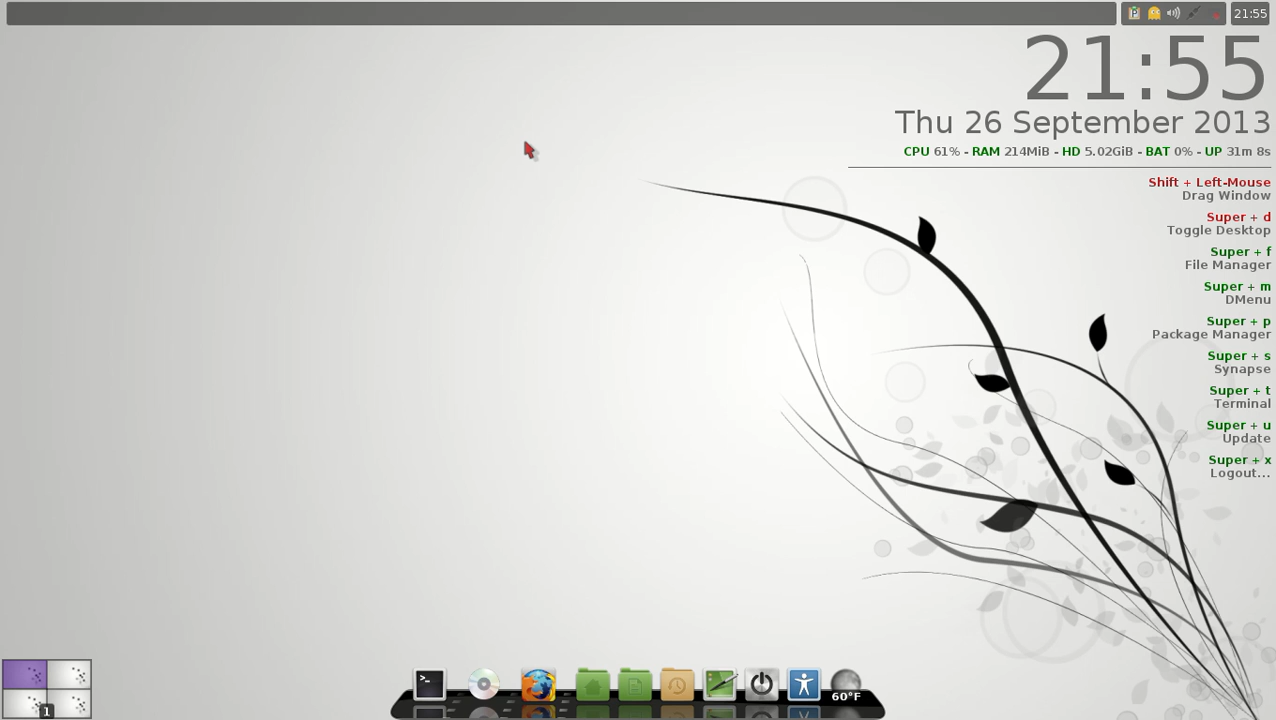 21:55
21:55
Thu 26 September 2013
CPU 61% - RAM 214MiB - HD 5.02GiB - BAT 0% - UP 31m 8s
Shift + Left-Mouse
Drag Window
Super + d
Toggle Desktop
Super + f
File Manager
Super + m
DMenu
Super + p
Package Manager
Super + s
Synapse
Super + t
Terminal
Super + u
Update
Super + x
Logout...
>_
60°F
1